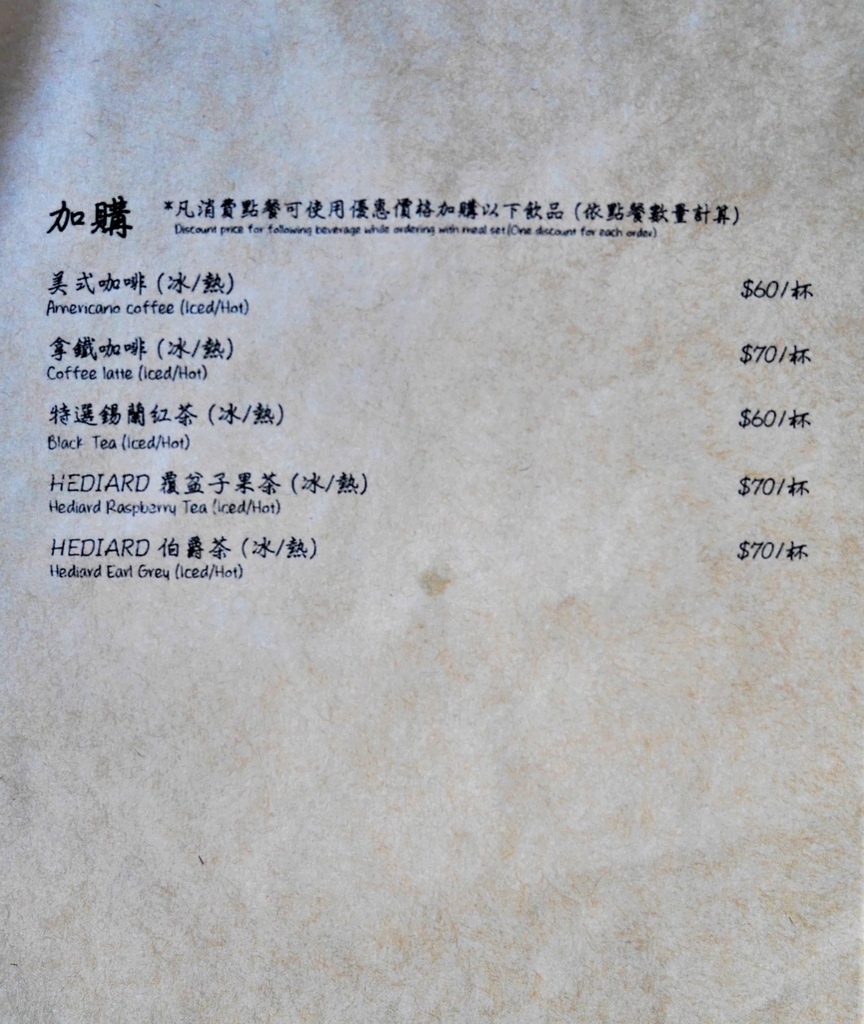 加購 *凡消費點餐可使用優惠價格加購以下飲品 (依點餐數量計算)
Discount price for following beverage while ordering with meal set(One discount for each order)
美式咖啡 (冰/熱) $60/杯
Americano coffee (Iced/Hot)
拿鐵咖啡 (冰/熱) $70/杯
Coffee latte (Iced/Hot)
特選錫蘭紅茶 (冰/熱) $60/杯
Black Tea (Iced/Hot)
HEDIARD 覆盆子果茶 (冰/熱) $70/杯
Hediard Raspberry Tea (Iced/Hot)
HEDIARD 伯爵茶 (冰/熱) $70/杯
Hediard Earl Grey (Iced/Hot)